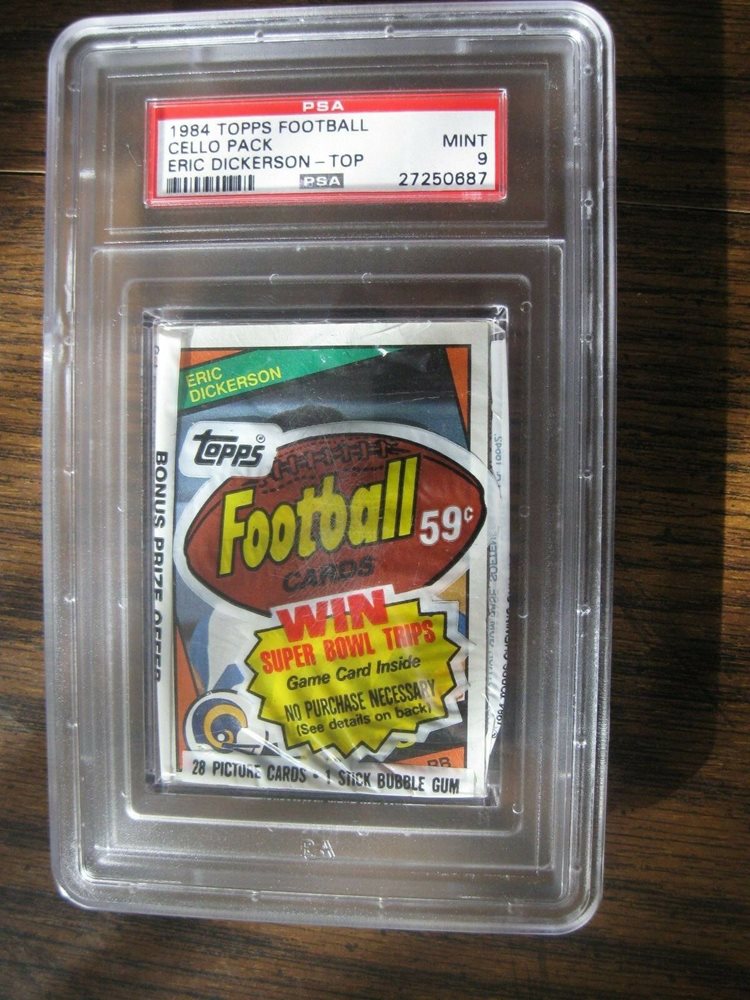 PSA
1984 TOPPS FOOTBALL
CELLO PACK
MINT
ERIC DICKERSON - TOP
9
PSA
27250687
ERIC
DICKERSON
Topps®
Football
59¢
CARDS
WIN
SUPER BOWL TRIPS
Game Card Inside
NO PURCHASE NECESSARY
(See details on back)
28 PICTURE CARDS • 1 STICK BUBBLE GUM
BONUS PRIZE OFFER
RB